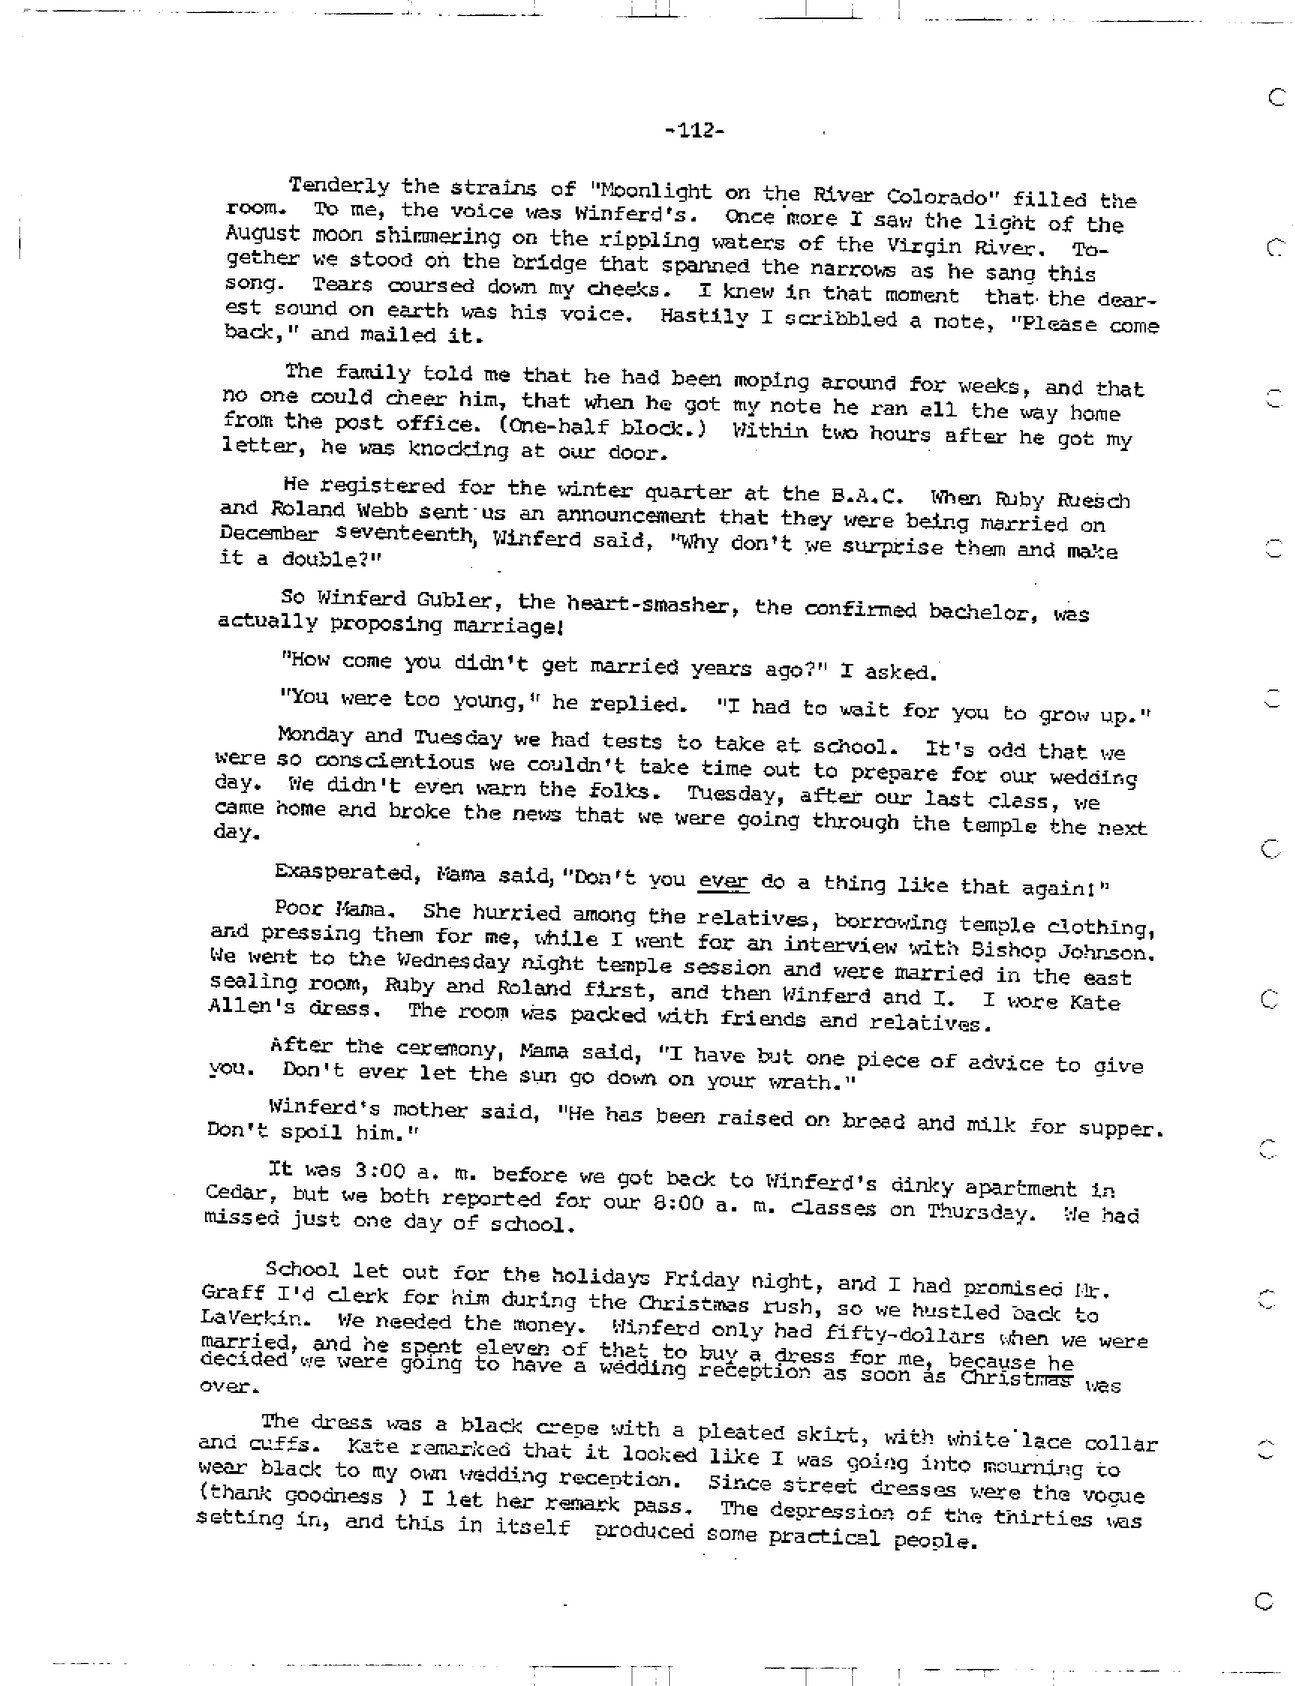 -112-
Tenderly the strains of "Moonlight on the River Colorado" filled the
room. To me, the voice was Winferd's. Once more I saw the light of the
August moon shimmering on the rippling waters of the Virgin River. To-
gether we stood on the bridge that spanned the narrows as he sang this
song. Tears coursed down my cheeks. I knew in that moment that the dear-
est sound on earth was his voice. Hastily I scribbled a note, "Please come
back," and mailed it.
The family told me that he had been moping around for weeks, and that
no one could cheer him, that when he got my note he ran all the way home
from the post office. (One-half block.) Within two hours after he got my
letter, he was knocking at our door.
He registered for the winter quarter at the B.A.C. When Ruby Ruesch
and Roland Webb sent us an announcement that they were being married on
December seventeenth, Winferd said, "Why don't we surprise them and make
it a double?"
So Winferd Gubler, the heart-smasher, the confirmed bachelor, was
actually proposing marriage!
"How come you didn't get married years ago?" I asked.
"You were too young," he replied. "I had to wait for you to grow up."
Monday and Tuesday we had tests to take at school. It's odd that we
were so conscientious we couldn't take time out to prepare for our wedding
day. We didn't even warn the folks. Tuesday, after our last class, we
came home and broke the news that we were going through the temple the next
day.
Exasperated, Mama said, "Don't you ever do a thing like that again!"
Poor Mama. She hurried among the relatives, borrowing temple clothing,
and pressing them for me, while I went for an interview with Bishop Johnson.
We went to the Wednesday night temple session and were married in the east
sealing room, Ruby and Roland first, and then Winferd and I. I wore Kate
Allen's dress. The room was packed with friends and relatives.
After the ceremony, Mama said, "I have but one piece of advice to give
you. Don't ever let the sun go down on your wrath."
Winferd's mother said, "He has been raised on bread and milk for supper.
Don't spoil him."
It was 3:00 a. m. before we got back to Winferd's dinky apartment in
Cedar, but we both reported for our 8:00 a. m. classes on Thursday. We had
missed just one day of school.
School let out for the holidays Friday night, and I had promised Mr.
Graff I'd clerk for him during the Christmas rush, so we hustled back to
LaVerkin. We needed the money. Winferd only had fifty-dollars when we were
married, and he spent eleven of that to buy a dress for me, because he
decided we were going to have a wedding reception as soon as Christmas was
over.
The dress was a black crepe with a pleated skirt, with white lace collar
and cuffs. Kate remarked that it looked like I was going into mourning to
wear black to my own wedding reception. Since street dresses were the vogue
(thank goodness ) I let her remark pass. The depression of the thirties was
setting in, and this in itself produced some practical people.